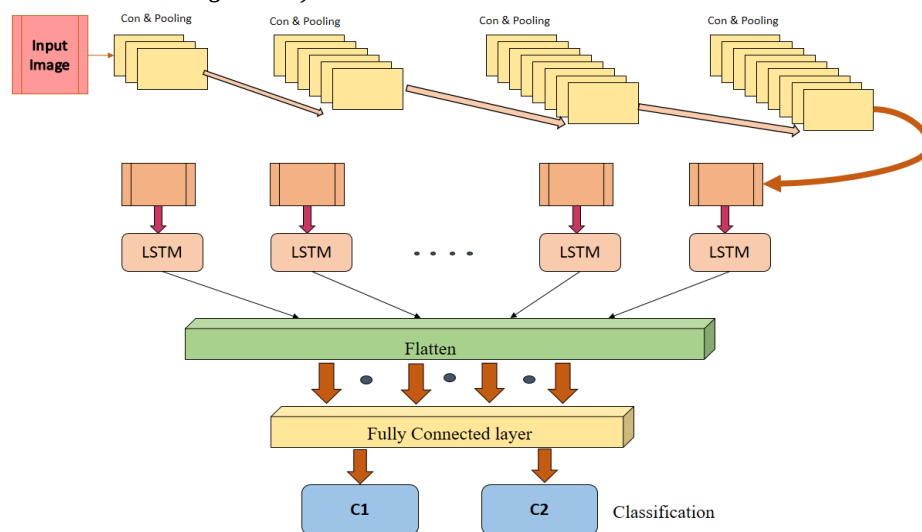 Con & Pooling
Con & Pooling
Con & Pooling
Con & Pooling
Input
Image
LSTM
LSTM
LSTM
LSTM
Flatten
Fully Connected layer
C1
C2
Classification